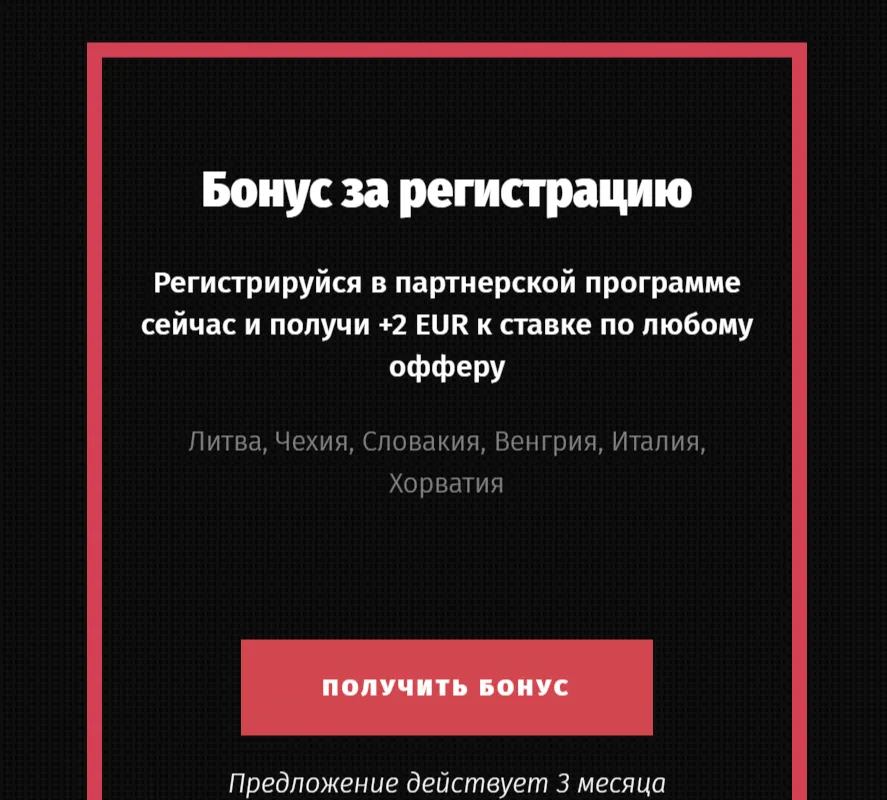 Бонус за регистрацию
Регистрируйся в партнерской программе
сейчас и получи +2 EUR к ставке по любому
офферу
Литва, Чехия, Словакия, Венгрия, Италия,
Хорватия
ПОЛУЧИТЬ БОНУС
Предложение действует 3 месяца